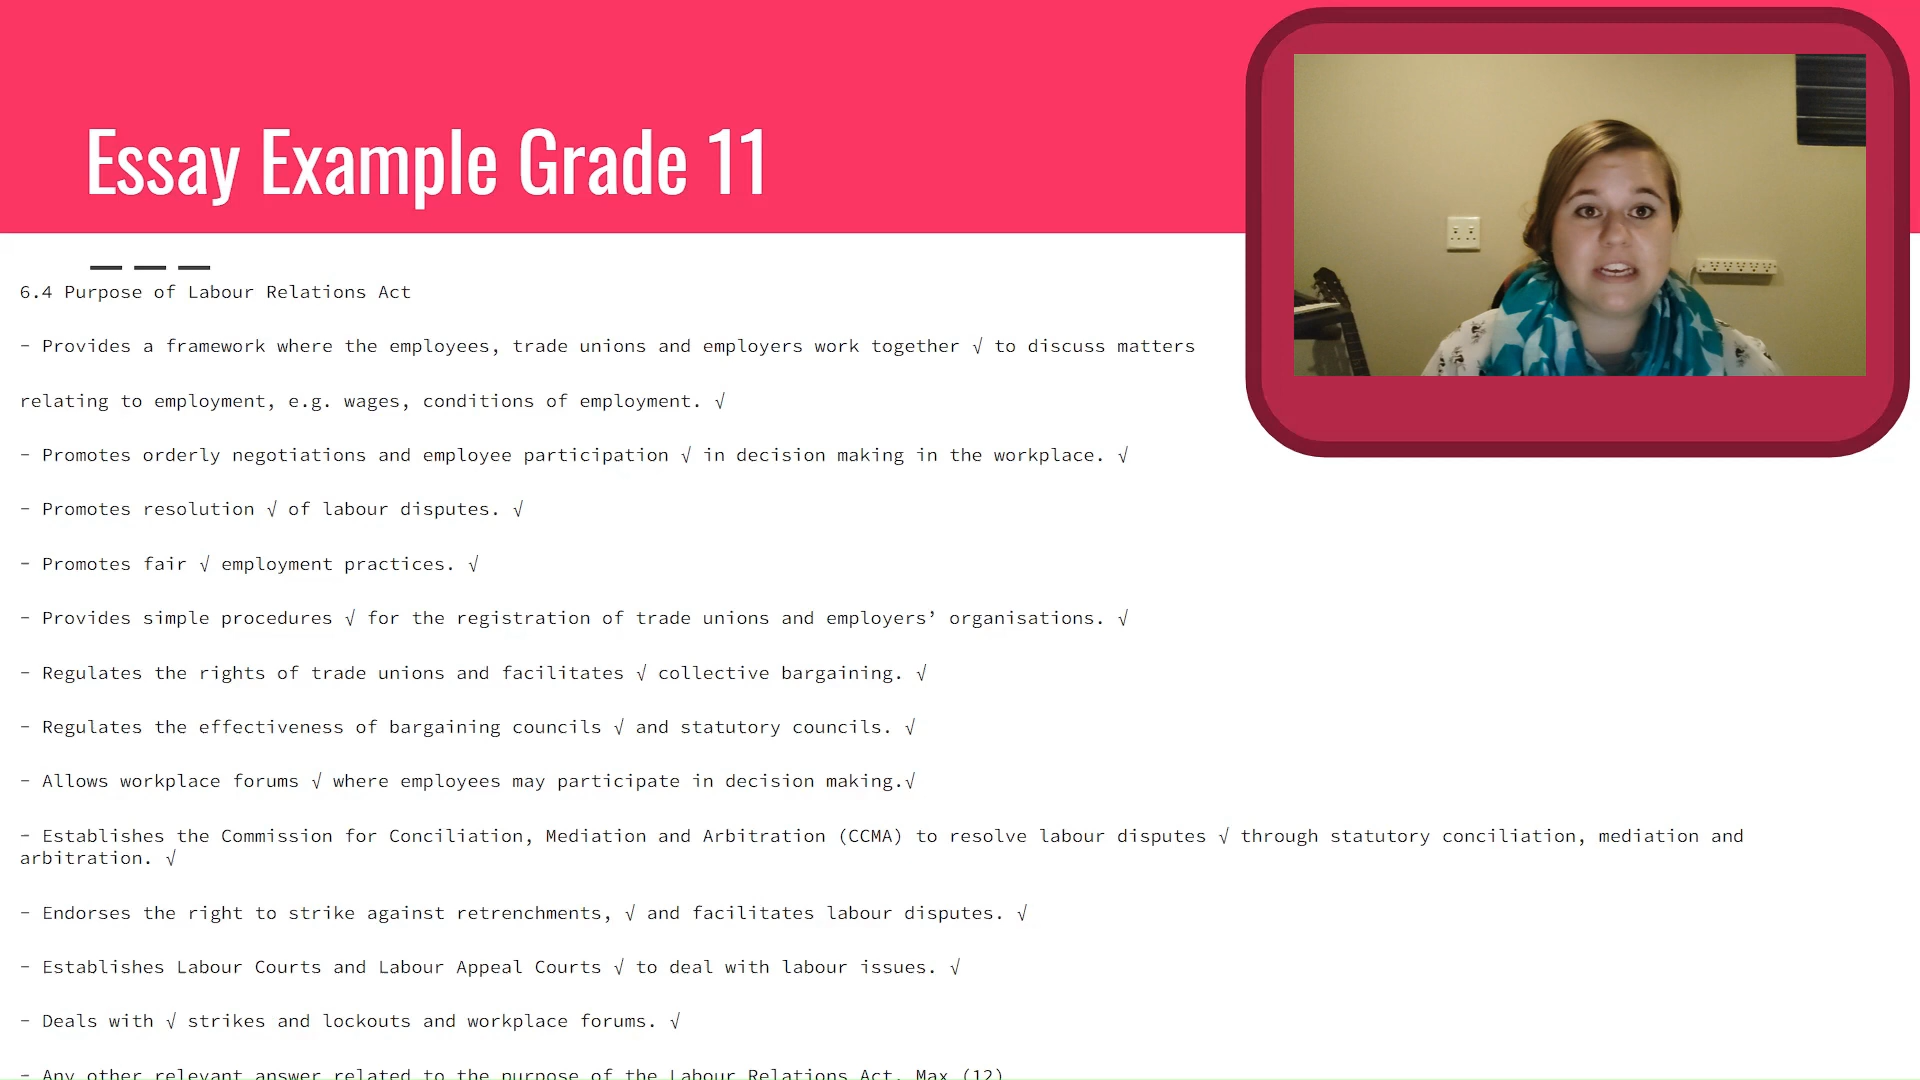 Essay Example Grade 11
6.4 Purpose of Labour Relations Act
- Provides a framework where the employees, trade unions and employers work together √ to discuss matters
relating to employment, e.g. wages, conditions of employment. √
- Promotes orderly negotiations and employee participation √ in decision making in the workplace. √
- Promotes resolution √ of labour disputes. √
- Promotes fair √ employment practices. √
- Provides simple procedures √ for the registration of trade unions and employers’ organisations. √
- Regulates the rights of trade unions and facilitates √ collective bargaining. √
- Regulates the effectiveness of bargaining councils √ and statutory councils. √
- Allows workplace forums √ where employees may participate in decision making.√
- Establishes the Commission for Conciliation, Mediation and Arbitration (CCMA) to resolve labour disputes √ through statutory conciliation, mediation and
arbitration. √
- Endorses the right to strike against retrenchments, √ and facilitates labour disputes. √
- Establishes Labour Courts and Labour Appeal Courts √ to deal with labour issues. √
- Deals with √ strikes and lockouts and workplace forums. √
- Any other relevant answer related to the purpose of the Labour Relations Act. Max (12)